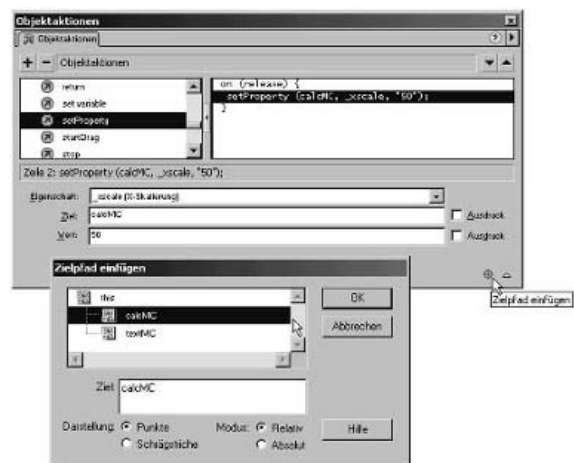 Objektaktionen
Objektaktionen
Objektaktionen
return
set variable
setProperty
startDrag
stop
on (release) {
setProperty (calcMC, _xscale, "50");
}
Zeile 2: setProperty (calcMC, _xscale, "50");
Eigenschaft: _xscale (X-Skalierung)
Ziel: calcMC Ausdruck
Wert: 50 Ausdruck
Zielpfad einfügen
Zielpfad einfügen
this
calcMC
textMC
OK
Abbrechen
Ziel: calcMC
Darstellung: Punkte Modus: Relativ Hilfe
Schrägstriche Absolut